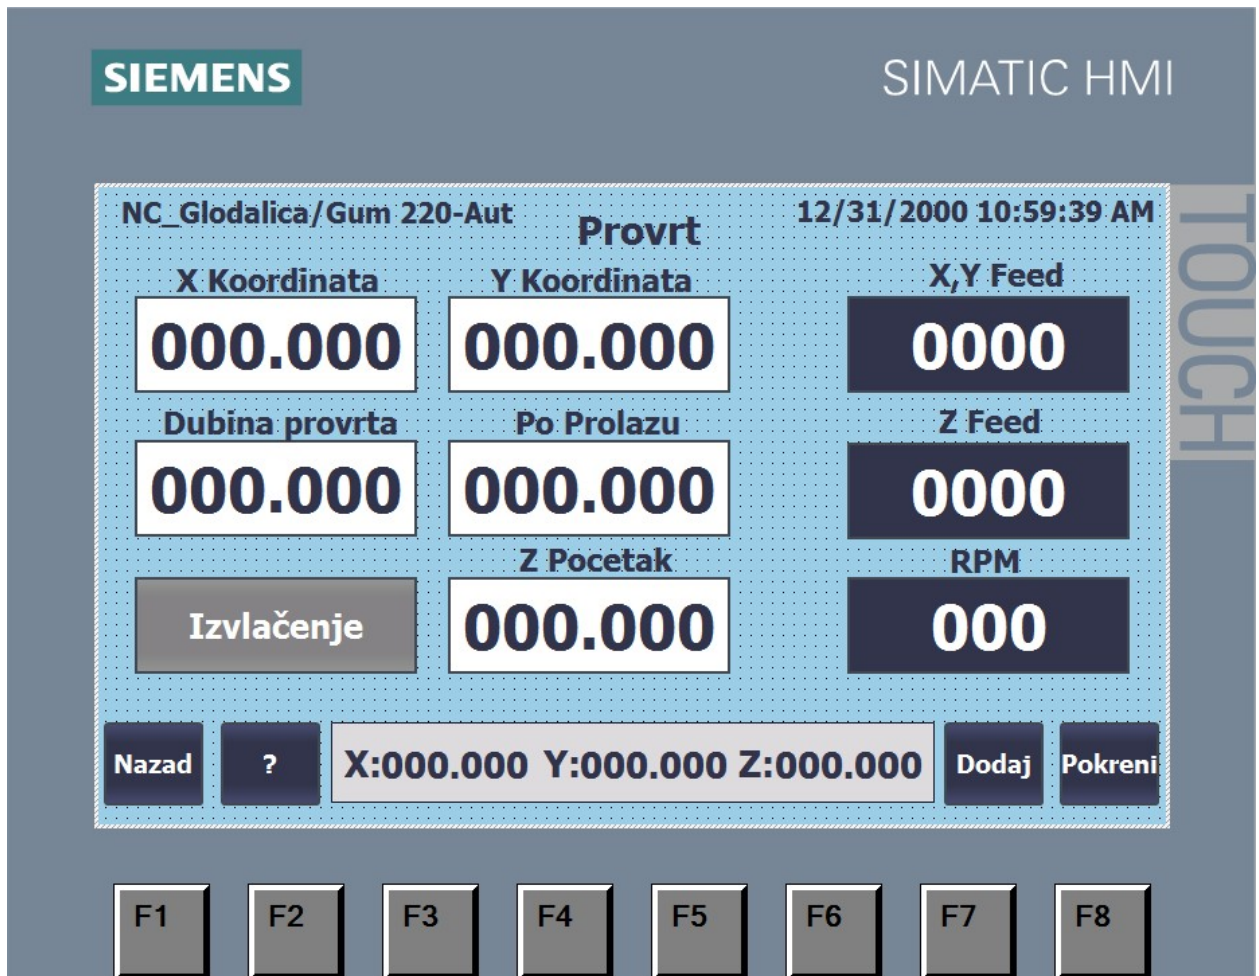 SIEMENS
SIMATIC HMI
TOUCH
NC_Glodalica/Gum 220-Aut
Provrt
12/31/2000 10:59:39 AM
X Koordinata
Y Koordinata
X,Y Feed
000.000
000.000
0000
Dubina provrta
Po Prolazu
Z Feed
000.000
000.000
0000
Z Pocetak
RPM
Izvlačenje
000.000
000
Nazad
?
X:000.000 Y:000.000 Z:000.000
Dodaj
Pokreni
F1
F2
F3
F4
F5
F6
F7
F8